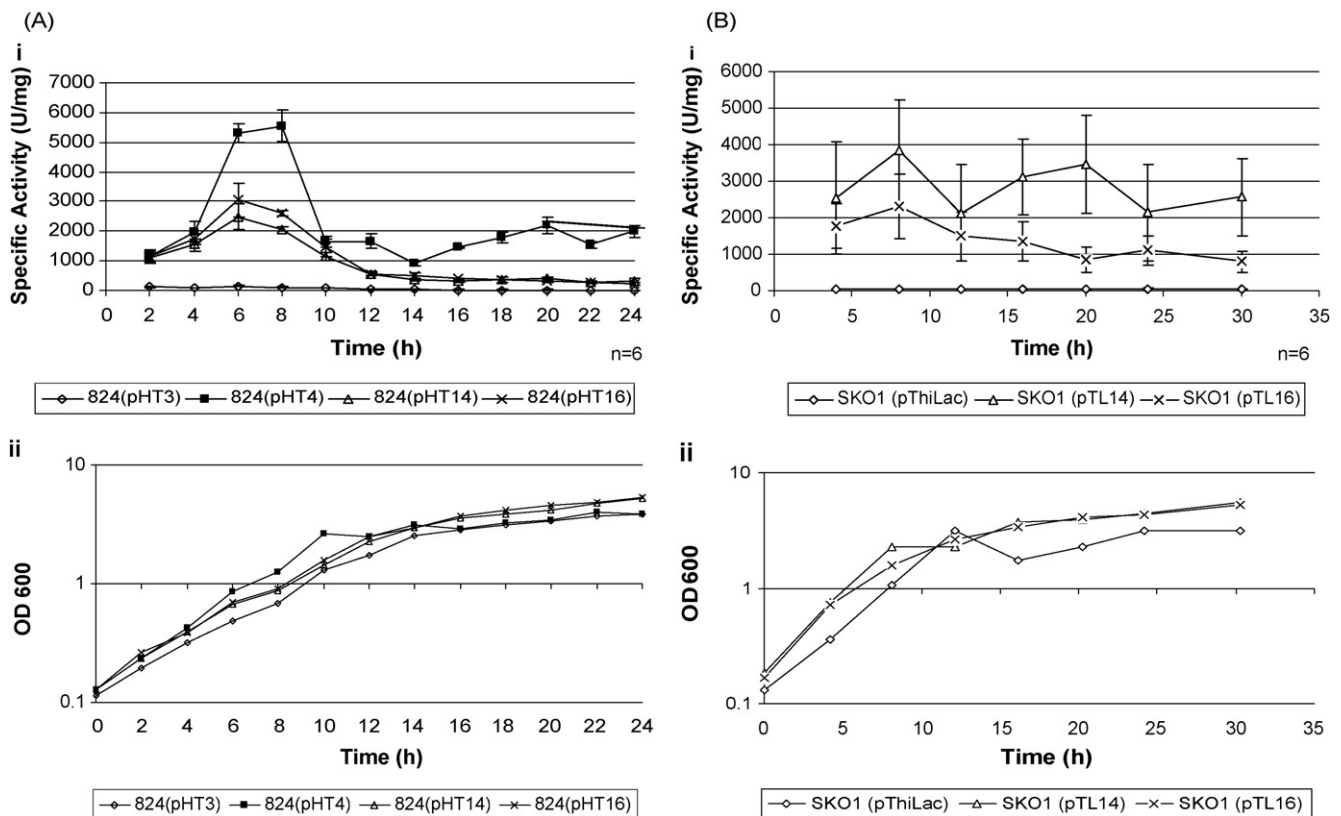 (A)
i
Specific Activity (U/mg)
7000
6000
5000
4000
3000
2000
1000
0
0 2 4 6 8 10 12 14 16 18 20 22 24
Time (h)
n=6
824(pHT3) 824(pHT4) 824(pHT14) 824(pHT16)
(B)
i
Specific Activity (U/mg)
6000
5000
4000
3000
2000
1000
0
0 5 10 15 20 25 30 35
Time (h)
n=6
SKO1 (pThiLac) SKO1 (pTL14) SKO1 (pTL16)
ii
OD 600
10
1
0.1
0 2 4 6 8 10 12 14 16 18 20 22 24
Time (h)
824(pHT3) 824(pHT4) 824(pHT14) 824(pHT16)
ii
OD 600
10
1
0.1
0 5 10 15 20 25 30 35
Time (h)
SKO1 (pThiLac) SKO1 (pTL14) SKO1 (pTL16)